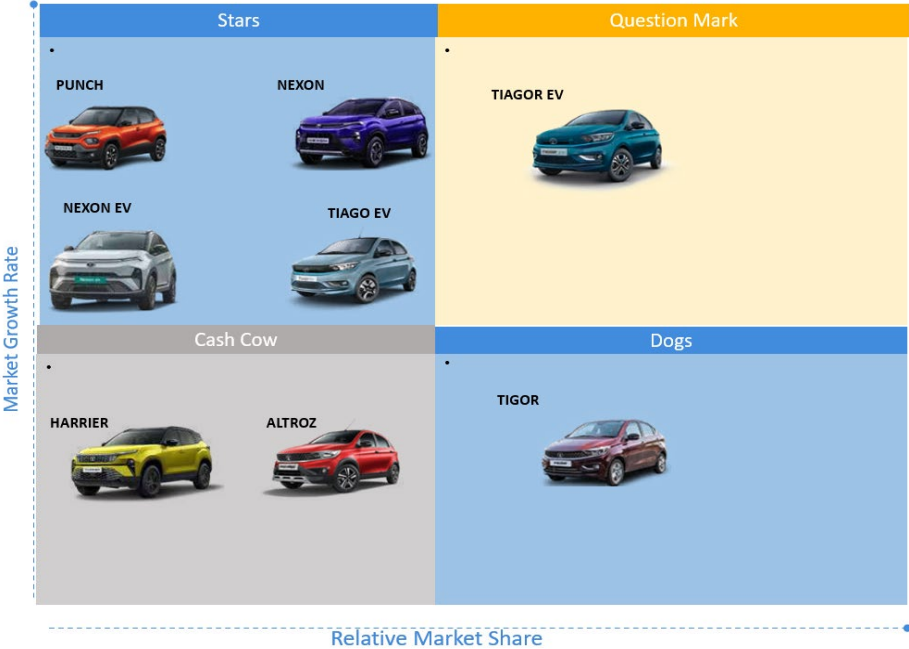 Stars
Question Mark
PUNCH
NEXON
TIAGOR EV
NEXON EV
TIAGO EV
Market Growth Rate
Cash Cow
Dogs
HARRIER
ALTROZ
TIGOR
Relative Market Share